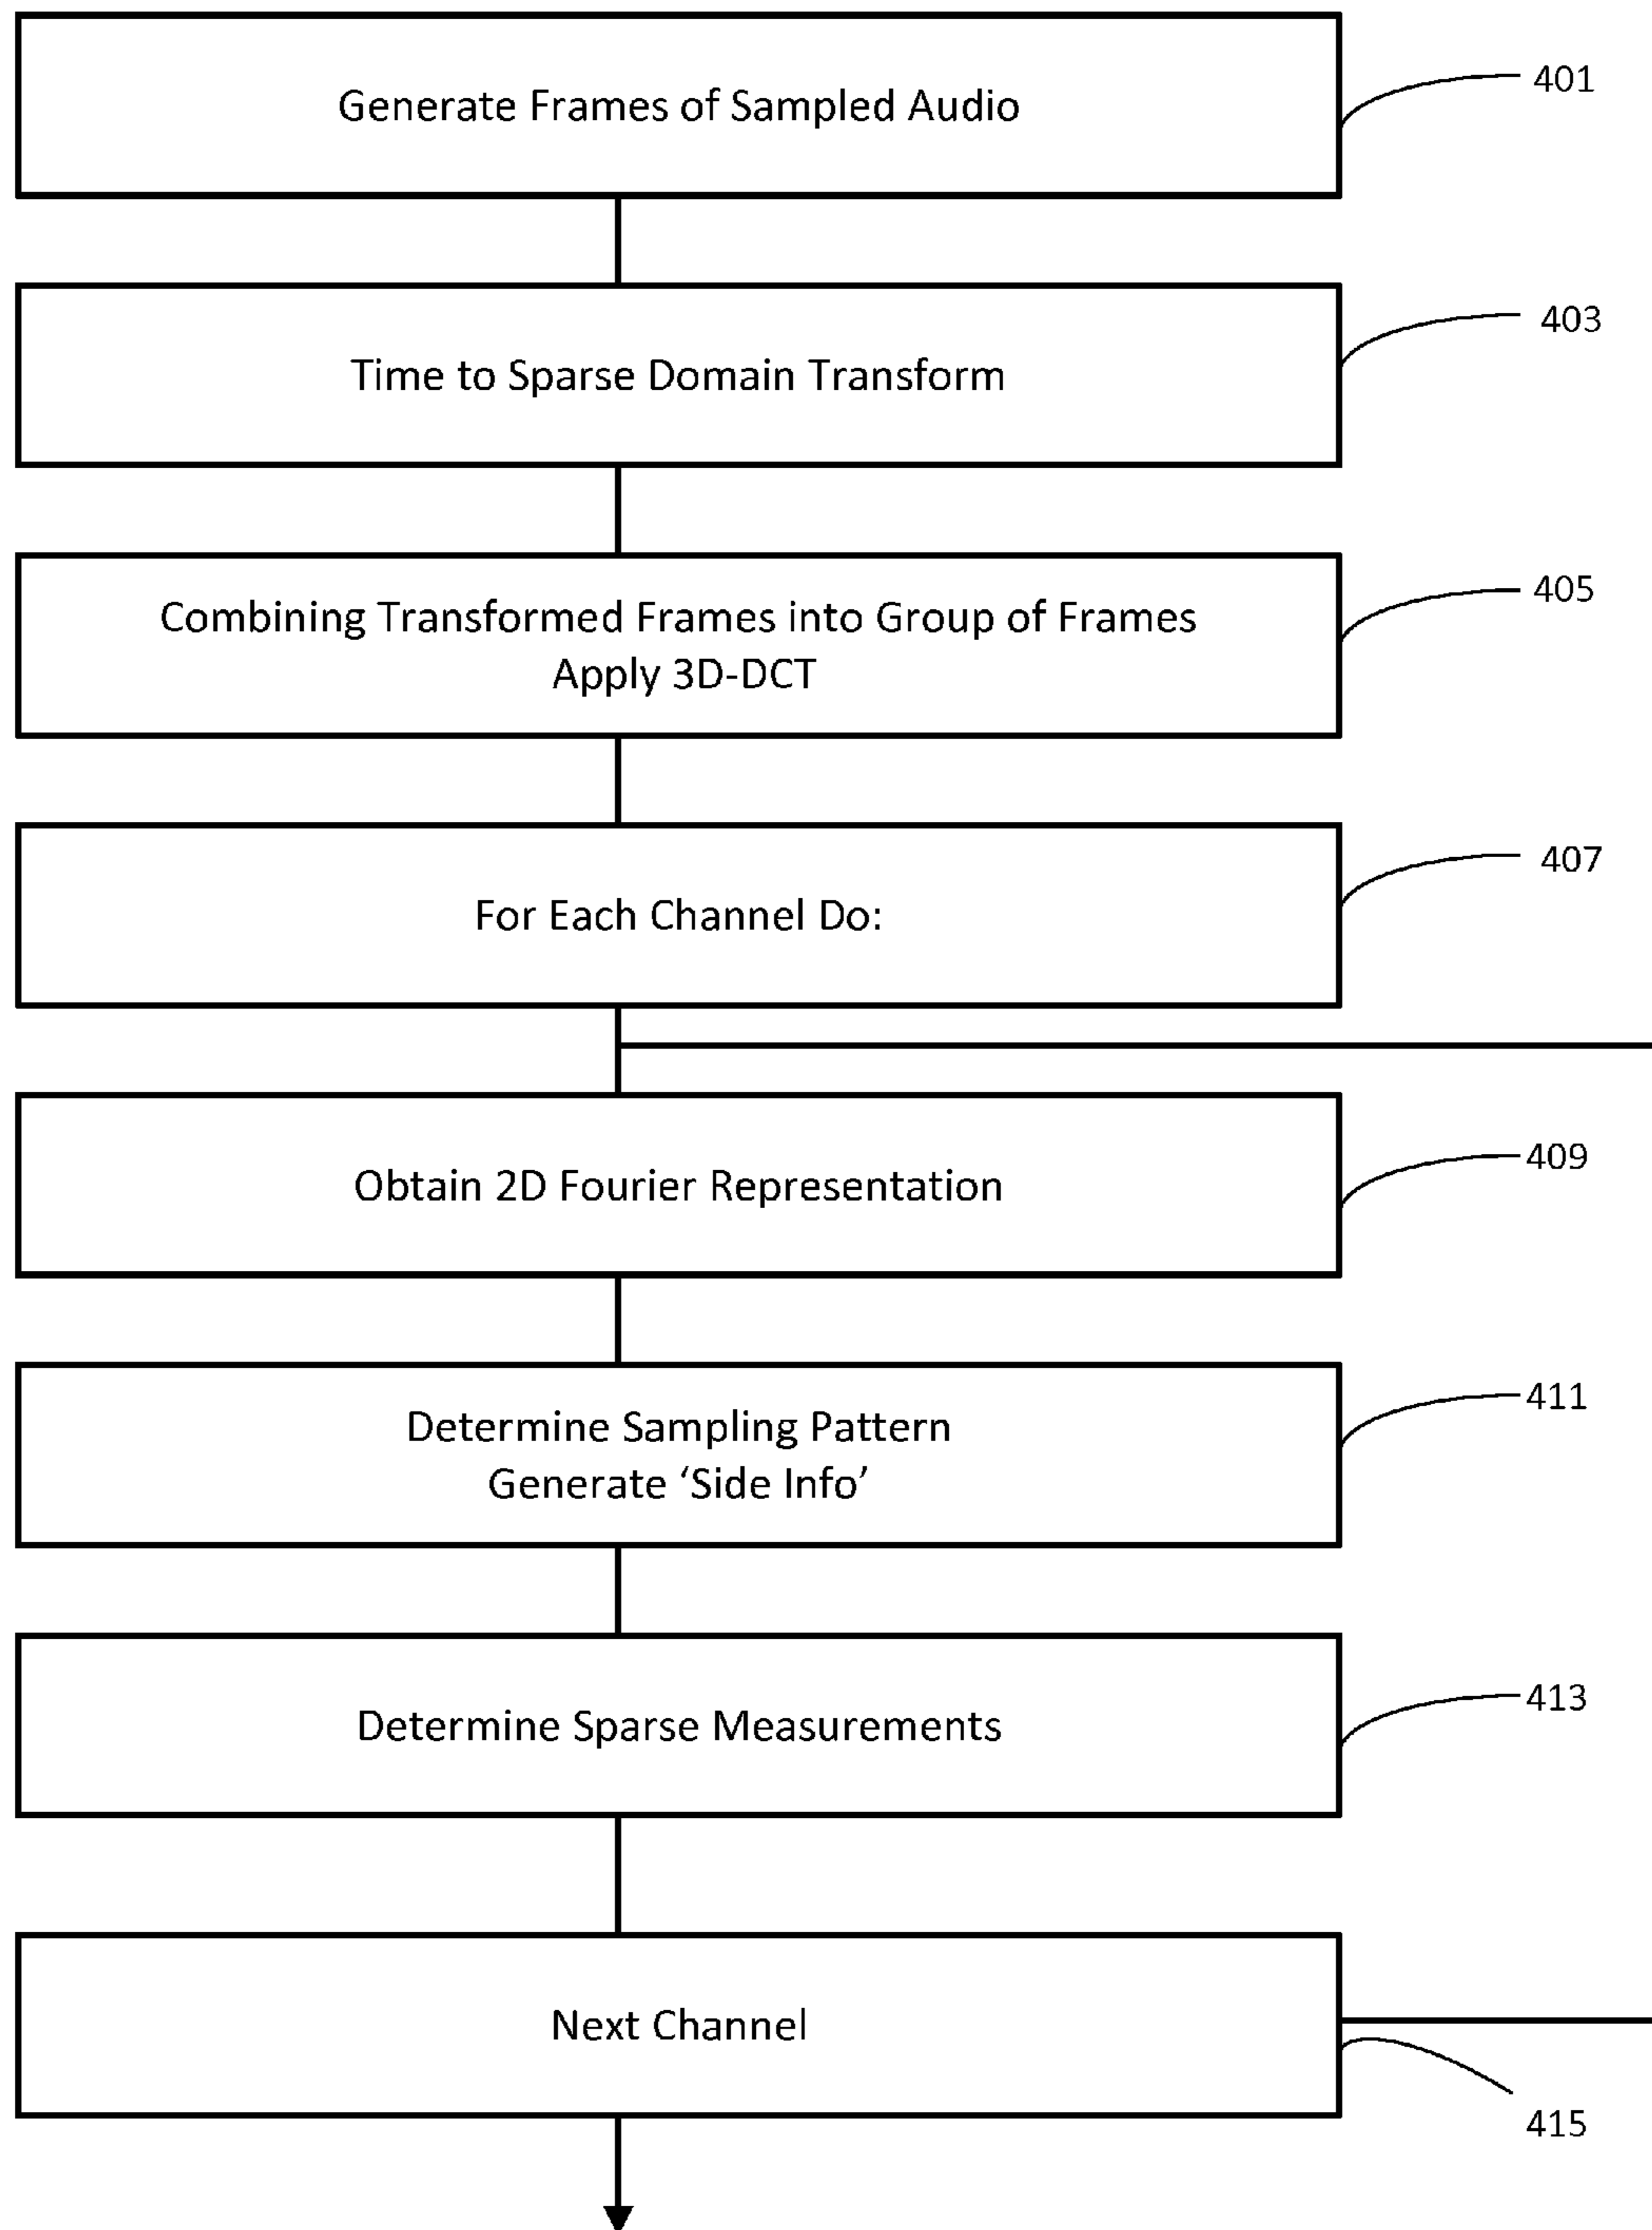 Generate Frames of Sampled Audio
401
Time to Sparse Domain Transform
403
Combining Transformed Frames into Group of Frames
Apply 3D-DCT
405
For Each Channel Do:
407
Obtain 2D Fourier Representation
409
Determine Sampling Pattern
Generate ‘Side Info’
411
Determine Sparse Measurements
413
Next Channel
415